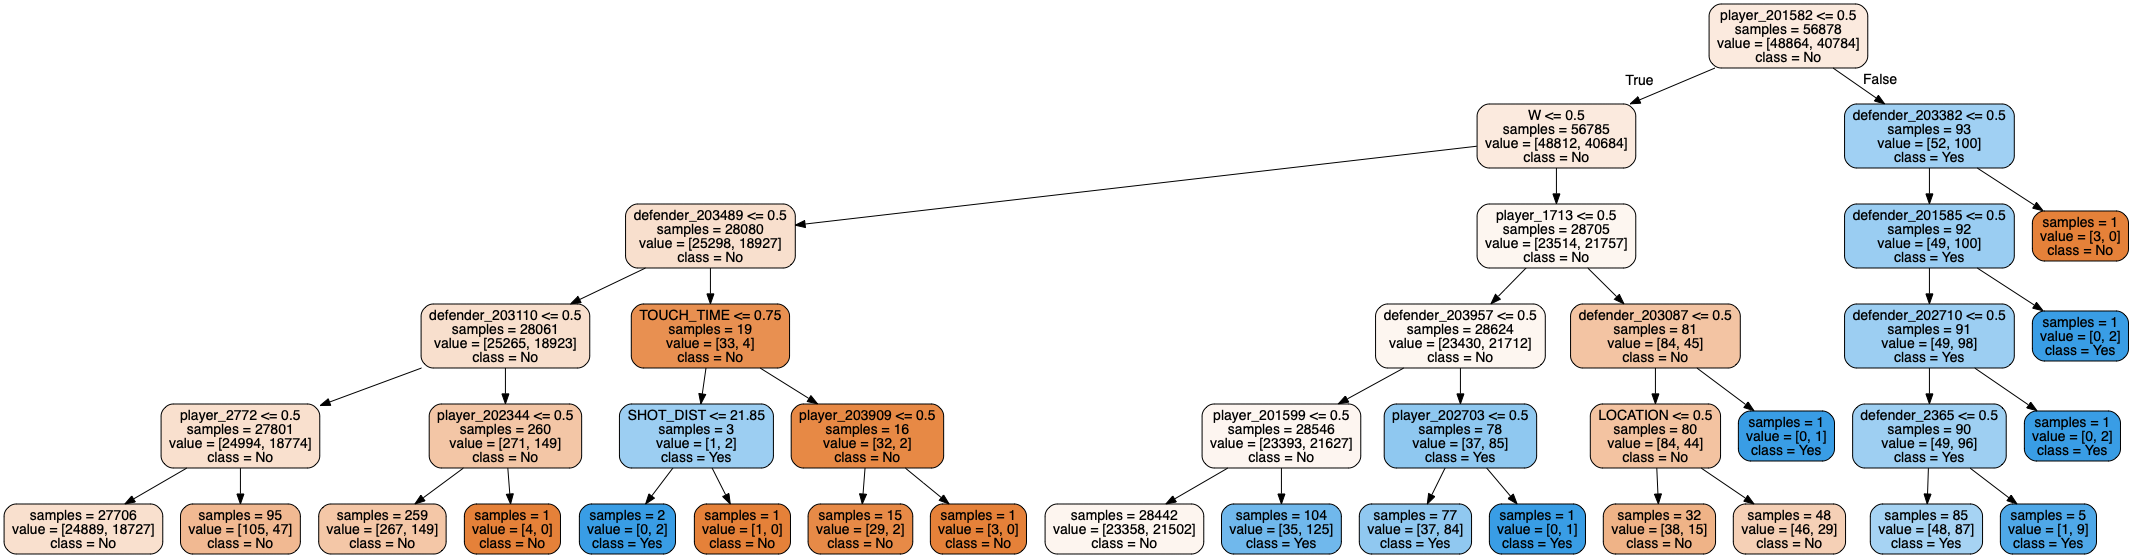 player_201582 <= 0.5
samples = 56878
value = [48864, 40784]
class = No
True
False
W <= 0.5
samples = 56785
value = [48812, 40684]
class = No
defender_203382 <= 0.5
samples = 93
value = [52, 100]
class = Yes
defender_203489 <= 0.5
samples = 28080
value = [25298, 18927]
class = No
player_1713 <= 0.5
samples = 28705
value = [23514, 21757]
class = No
defender_201585 <= 0.5
samples = 92
value = [49, 100]
class = Yes
samples = 1
value = [3, 0]
class = No
defender_203110 <= 0.5
samples = 28061
value = [25265, 18923]
class = No
TOUCH_TIME <= 0.75
samples = 19
value = [33, 4]
class = No
defender_203957 <= 0.5
samples = 28624
value = [23430, 21712]
class = No
defender_203087 <= 0.5
samples = 81
value = [84, 45]
class = No
defender_202710 <= 0.5
samples = 91
value = [49, 98]
class = Yes
samples = 1
value = [0, 2]
class = Yes
player_2772 <= 0.5
samples = 27801
value = [24994, 18774]
class = No
player_202344 <= 0.5
samples = 260
value = [271, 149]
class = No
SHOT_DIST <= 21.85
samples = 3
value = [1, 2]
class = Yes
player_203909 <= 0.5
samples = 16
value = [32, 2]
class = No
player_201599 <= 0.5
samples = 28546
value = [23393, 21627]
class = No
player_202703 <= 0.5
samples = 78
value = [37, 85]
class = Yes
LOCATION <= 0.5
samples = 80
value = [84, 44]
class = No
samples = 1
value = [0, 1]
class = Yes
defender_2365 <= 0.5
samples = 90
value = [49, 96]
class = Yes
samples = 1
value = [0, 2]
class = Yes
samples = 27706
value = [24889, 18727]
class = No
samples = 95
value = [105, 47]
class = No
samples = 259
value = [267, 149]
class = No
samples = 1
value = [4, 0]
class = No
samples = 2
value = [0, 2]
class = Yes
samples = 1
value = [1, 0]
class = No
samples = 15
value = [29, 2]
class = No
samples = 1
value = [3, 0]
class = No
samples = 28442
value = [23358, 21502]
class = No
samples = 104
value = [35, 125]
class = Yes
samples = 77
value = [37, 84]
class = Yes
samples = 1
value = [0, 1]
class = Yes
samples = 32
value = [38, 15]
class = No
samples = 48
value = [46, 29]
class = No
samples = 85
value = [48, 87]
class = Yes
samples = 5
value = [1, 9]
class = Yes